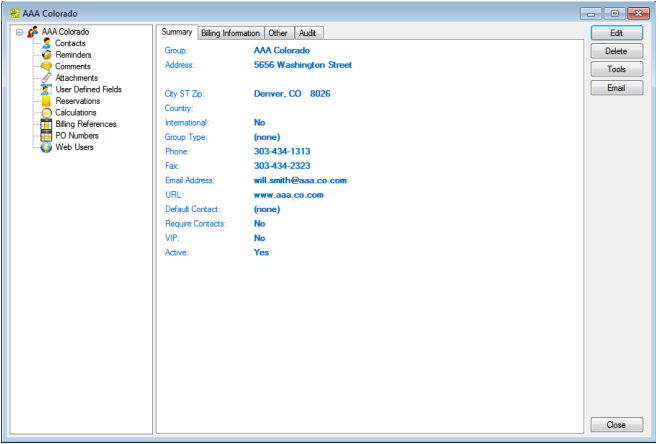 AAA Colorado
AAA Colorado
Contacts
Reminders
Comments
Attachments
User Defined Fields
Reservations
Calculations
Billing References
PO Numbers
Web Users
Summary Billing Information Other Audit
Group: AAA Colorado
Address: 5656 Washington Street
City ST Zip: Denver, CO 8026
Country:
International: No
Group Type: (none)
Phone: 303-434-1313
Fax: 303-434-2323
Email Address: will.smith@aaa.co.com
URL: www.aaa.co.com
Default Contact: (none)
Require Contacts: No
VIP: No
Active: Yes
Edit
Delete
Tools
Email
Close